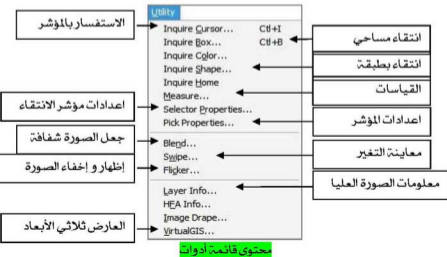 Utility
Inquire Cursor... Ctl+I
Inquire Box... Ctl+B
Inquire Color...
Inquire Shape...
Inquire Home
Measure...
Selector Properties...
Pick Properties...
Blend...
Swipe...
Flicker...
Layer Info...
HFA Info...
Image Drape...
VirtualGIS...
الاستفسار بالمؤشر
اعدادات مؤشر الانتقاء
جعل الصورة شفافة
إظهار و إخفاء الصورة
العارض ثلاثي الأبعاد
انتقاء مساحي
انتقاء بطبقة
القياسات
اعدادات المؤشر
معاينة التغير
معلومات الصورة العليا
محتوى قائمة أدوات